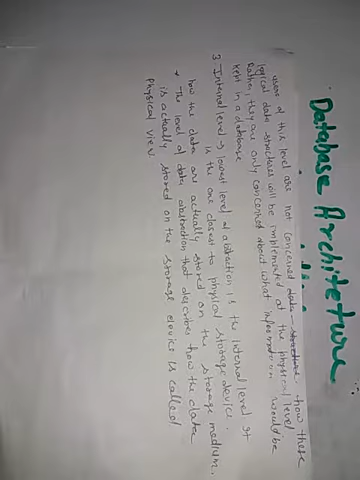 Database Architeture
users of this level are not concerned how these
logical data structures will be implemented at the physical level
Rather, they are only concerned about what information would be
kept in a database
3 Internal level → lowest level of abstraction is the internal level. It
is the one closest to physical storage device.
how the data are actually stored on the storage medium.
* The level of data abstraction that describes how the data
is actually stored on the storage device is called
physical view